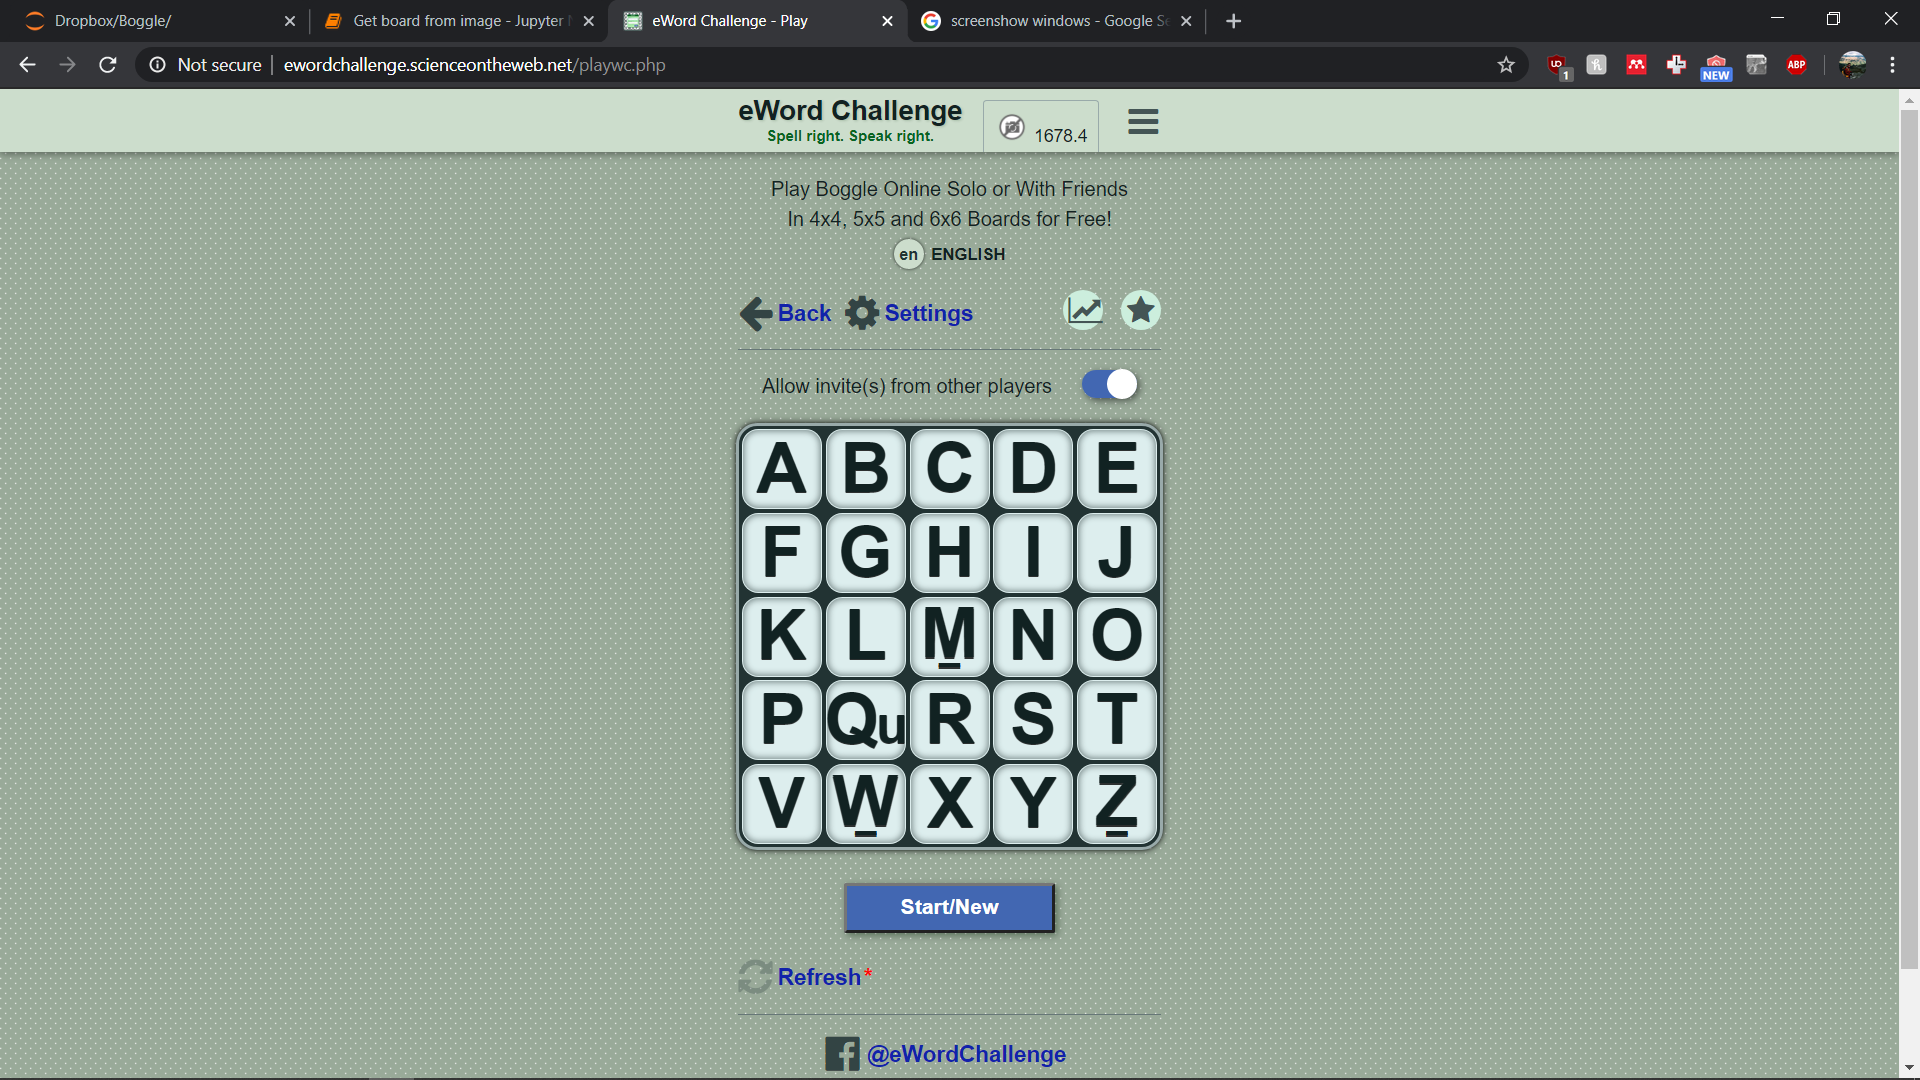 Dropbox/Boggle/
Get board from image - Jupyter
eWord Challenge - Play
screenshow windows - Google Se
Not secure
ewordchallenge.scienceontheweb.net/playwc.php
1
NEW
ABP
eWord Challenge
Spell right. Speak right.
1678.4
Play Boggle Online Solo or With Friends
In 4x4, 5x5 and 6x6 Boards for Free!
en ENGLISH
Back Settings
Allow invite(s) from other players
A B C D E
F G H I J
K L M N O
P Qu R S T
V W X Y Z
Start/New
Refresh*
@eWordChallenge